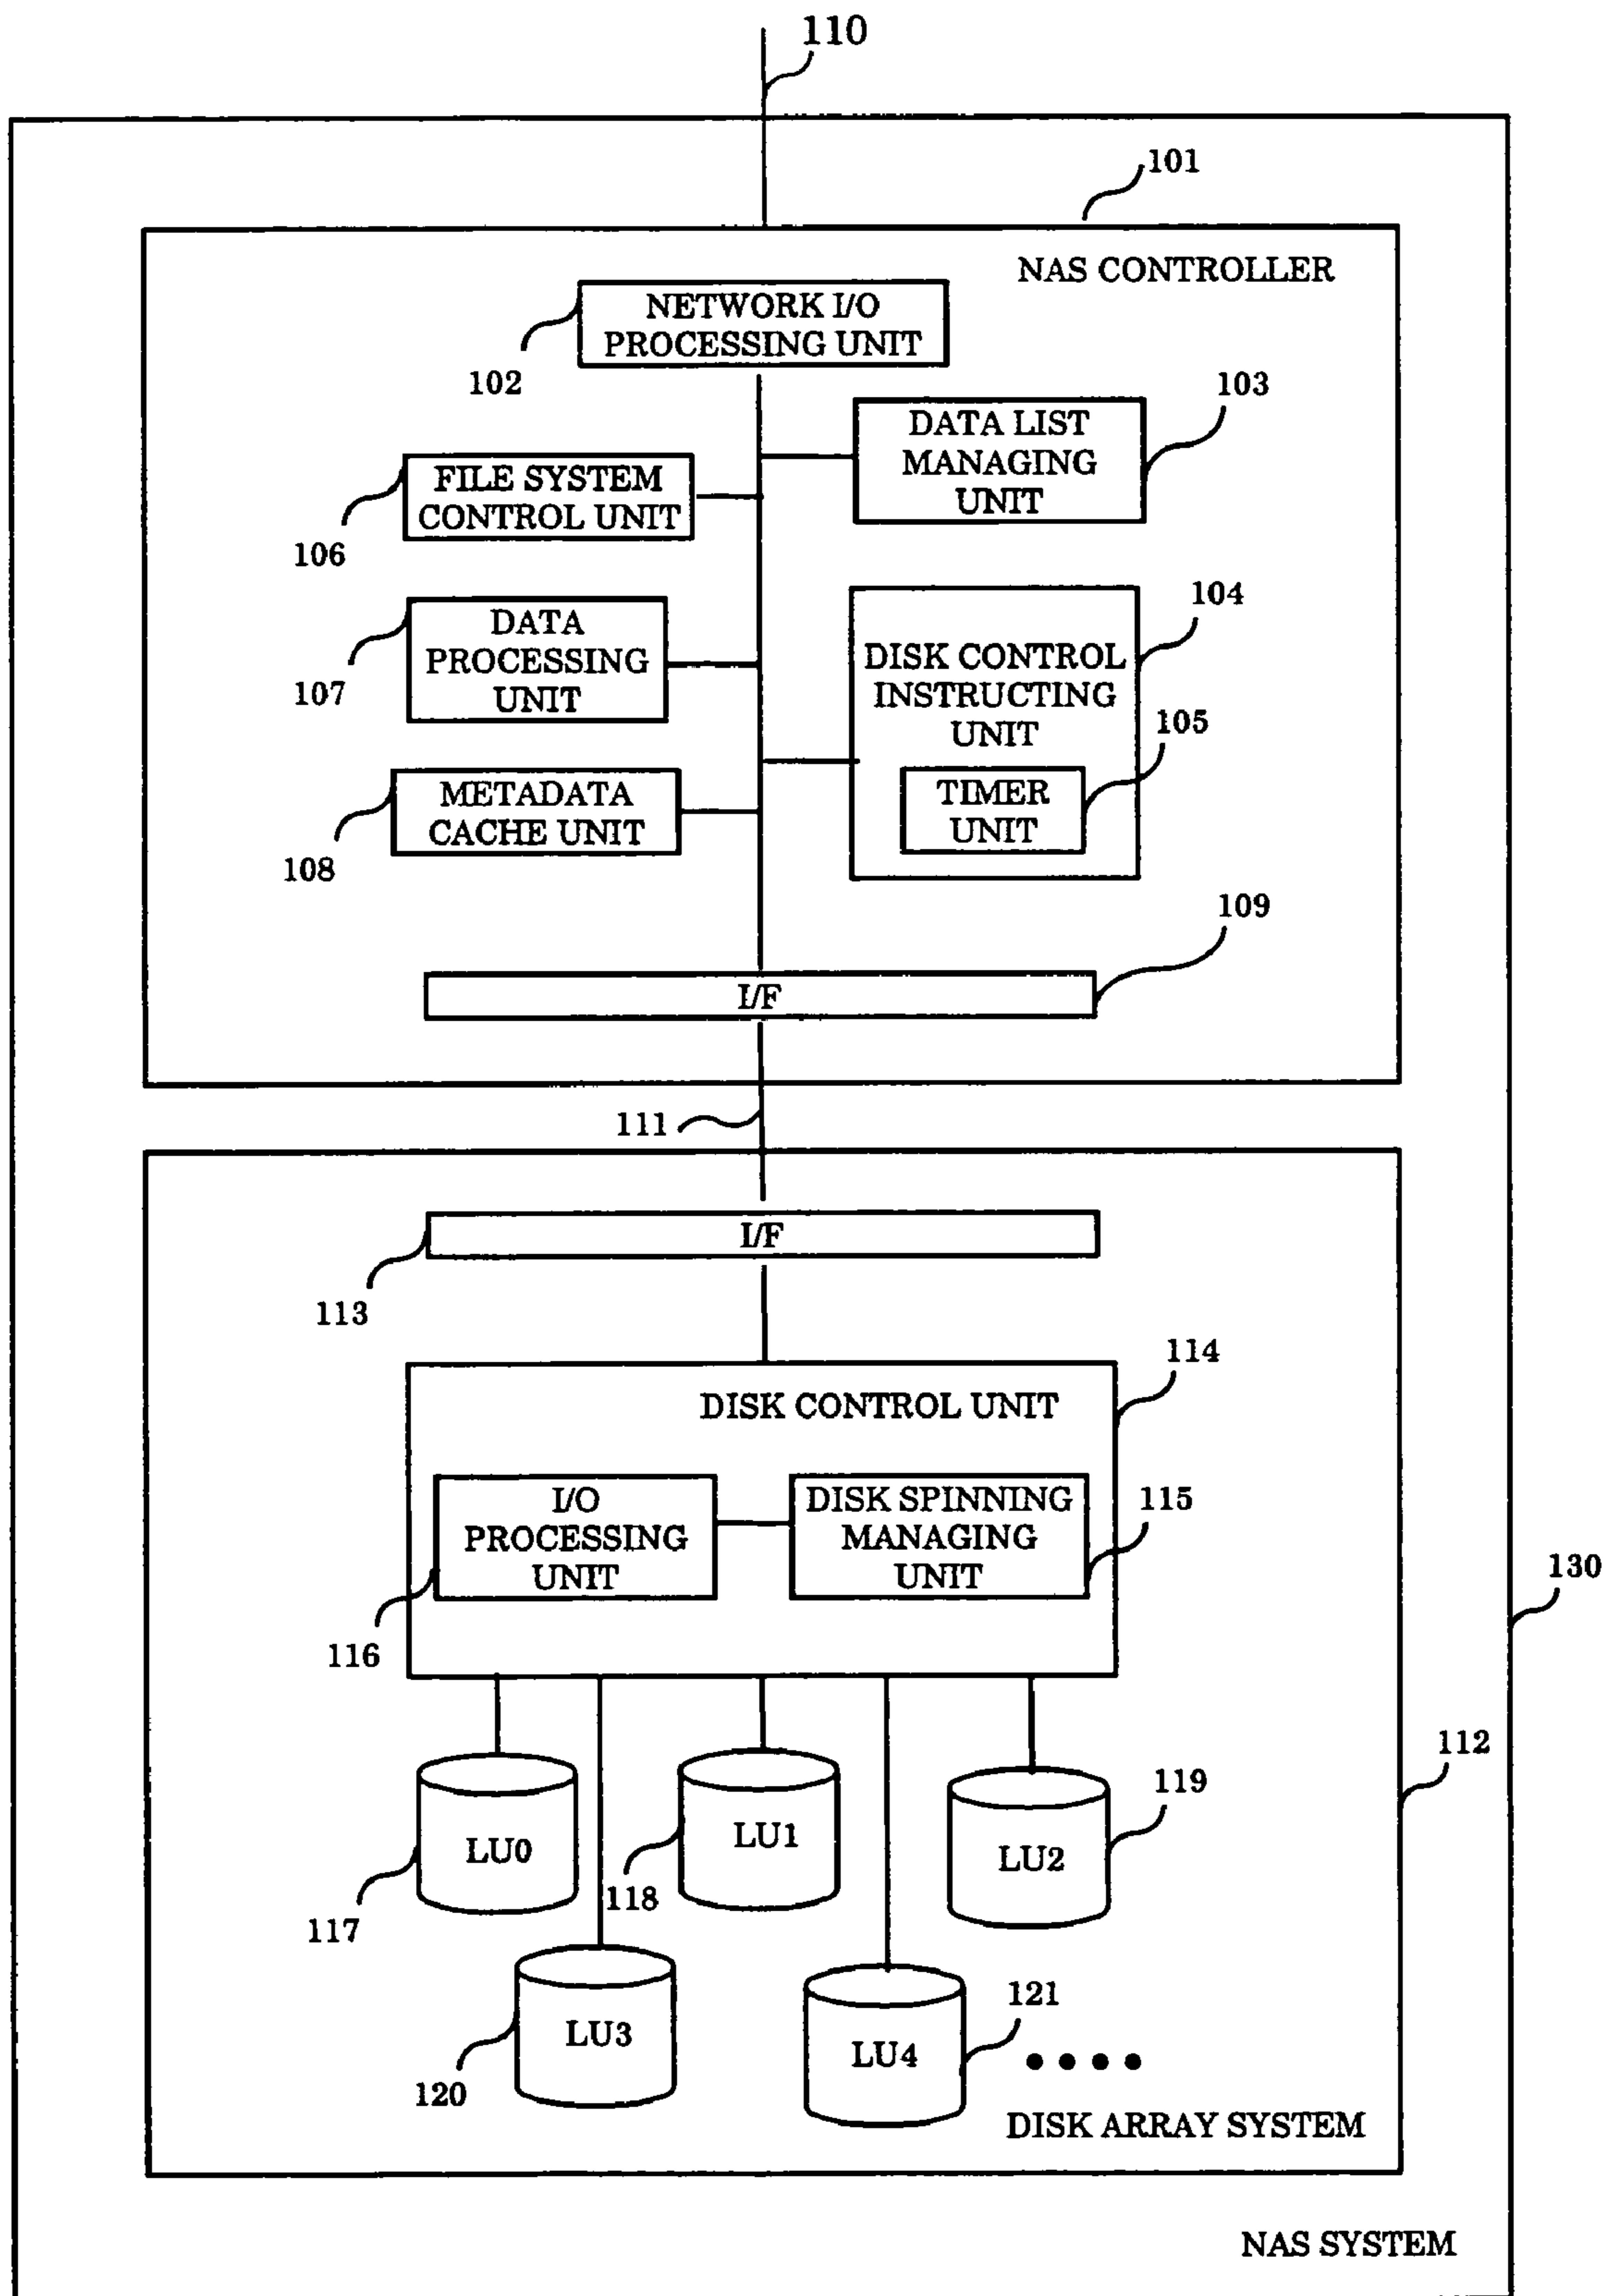 110
101
NAS CONTROLLER
NETWORK I/O
PROCESSING UNIT
102
103
DATA LIST
MANAGING
UNIT
FILE SYSTEM
CONTROL UNIT
106
104
DATA
PROCESSING
UNIT
107
DISK CONTROL
INSTRUCTING
UNIT
105
TIMER
UNIT
METADATA
CACHE UNIT
108
109
I/F
111
I/F
113
114
DISK CONTROL UNIT
I/O
PROCESSING
UNIT
DISK SPINNING
MANAGING
UNIT
115
116
130
112
LU0
117
LU1
118
LU2
119
LU3
120
LU4
121
DISK ARRAY SYSTEM
NAS SYSTEM